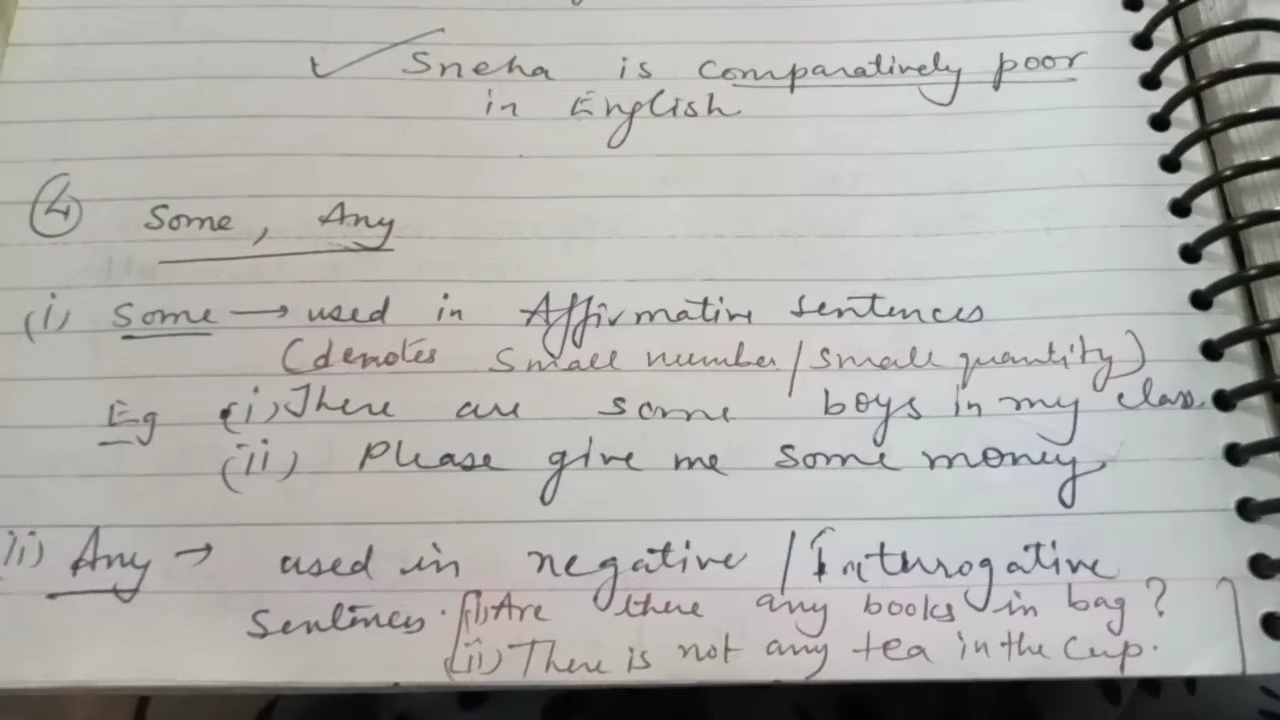 ✓ Sneha is comparatively poor
in English
④ Some, Any
(i) Some → used in Affirmative sentences
(denotes small number/small quantity)
Eg (i) There are some boys in my class.
(ii) Please give me some money
ii) Any → used in negative / Inturogative
Sentences. (i) Are there any books in bag?
(ii) There is not any tea in the cup.